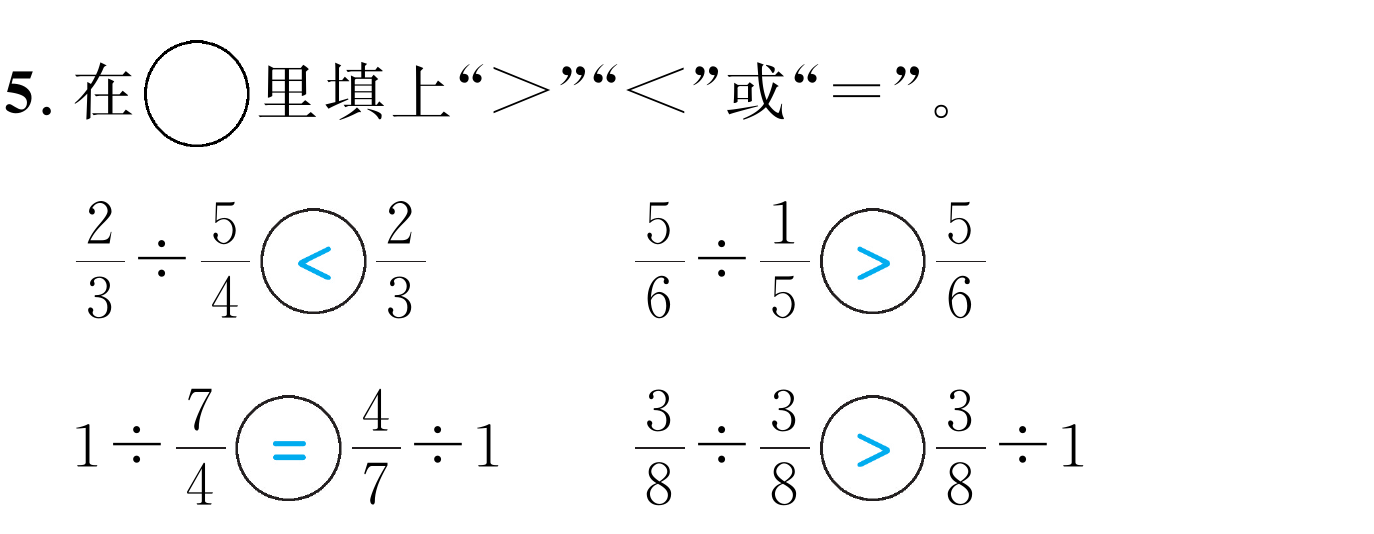 5. 在○里填上“>”“<”或“=”。
2/3 ÷ 5/4 < 2/3    5/6 ÷ 1/5 > 5/6
1 ÷ 7/4 = 4/7 ÷ 1    3/8 ÷ 3/8 > 3/8 ÷ 1